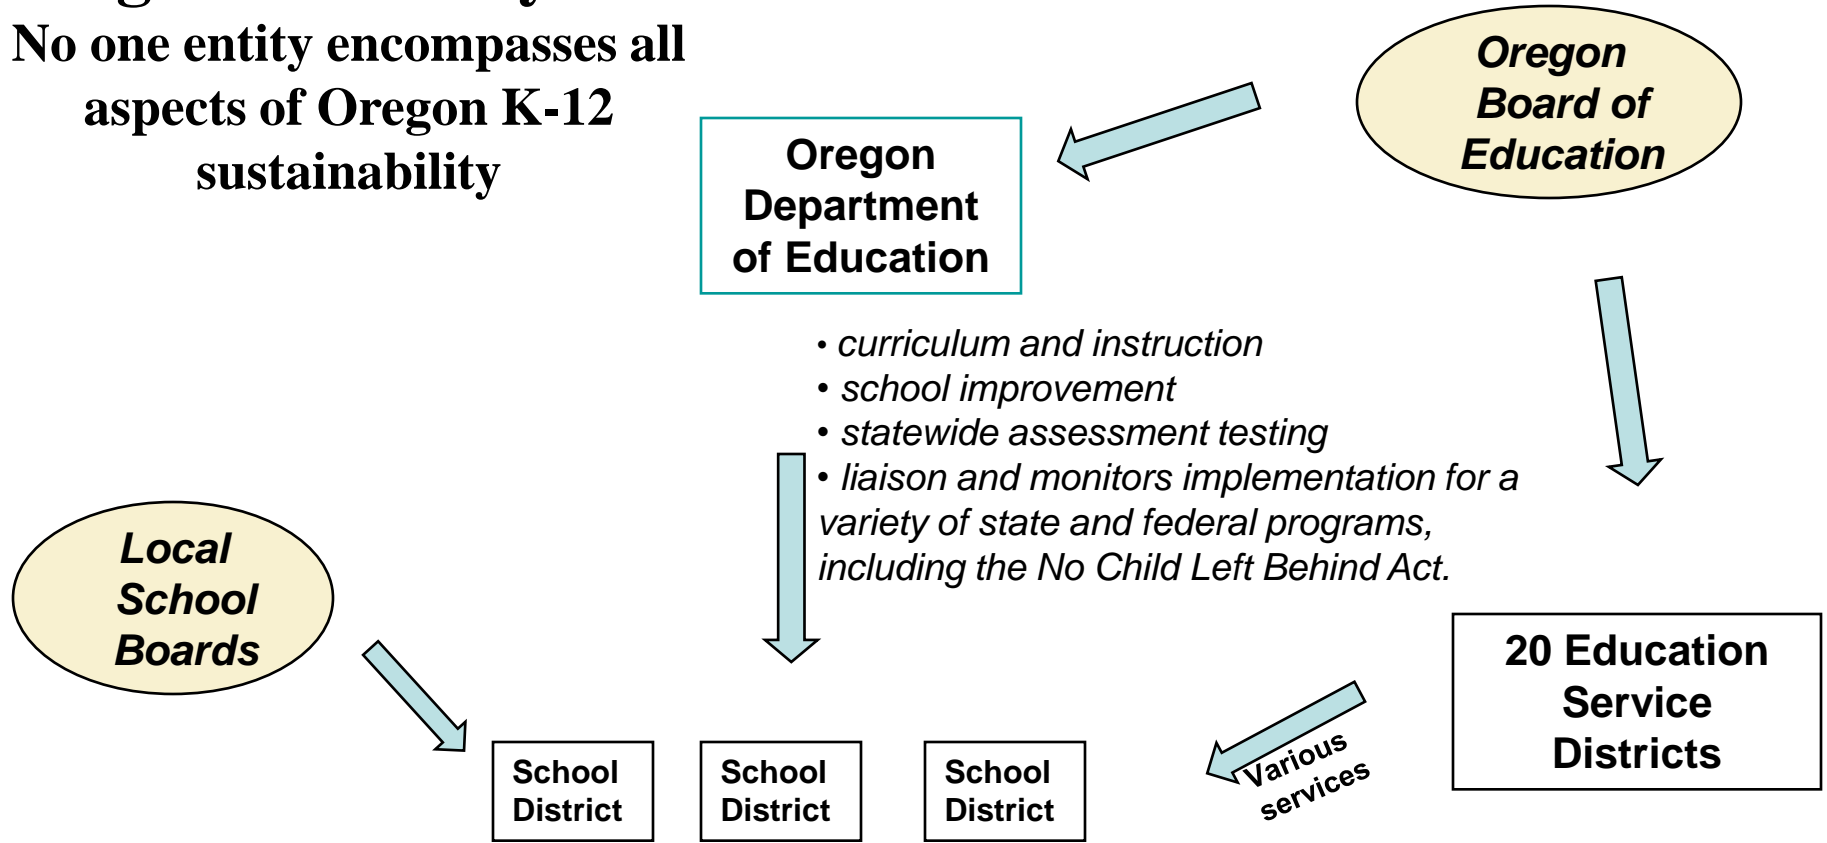 No one entity encompasses all
aspects of Oregon K-12
sustainability
Oregon
Board of
Education
Oregon
Department
of Education
• curriculum and instruction
• school improvement
• statewide assessment testing
• liaison and monitors implementation for a
variety of state and federal programs,
including the No Child Left Behind Act.
Local
School
Boards
20 Education
Service
Districts
Various
services
School
District
School
District
School
District